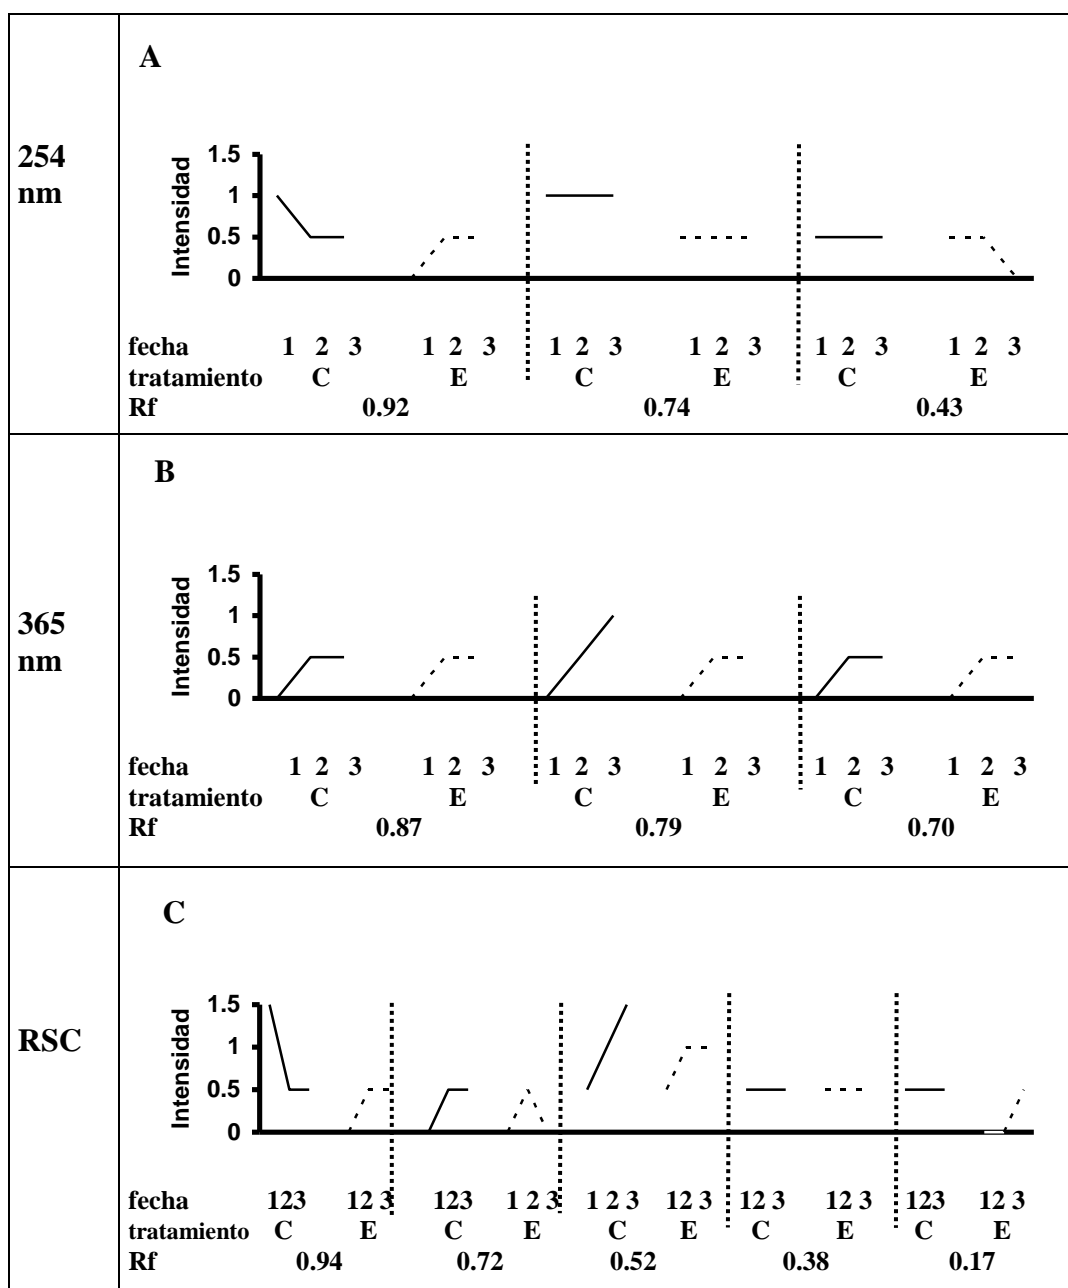 254 nm
A
Intensidad
1.5
1
0.5
0
fecha 1 2 3 1 2 3 1 2 3 1 2 3 1 2 3 1 2 3
tratamiento C E C E C E
Rf 0.92 0.74 0.43
365 nm
B
Intensidad
1.5
1
0.5
0
fecha 1 2 3 1 2 3 1 2 3 1 2 3 1 2 3 1 2 3
tratamiento C E C E C E
Rf 0.87 0.79 0.70
RSC
C
Intensidad
1.5
1
0.5
0
fecha 123 12 3 123 1 2 3 1 2 3 12 3 12 3 12 3 123 12 3
tratamiento C E C E C E C E C E
Rf 0.94 0.72 0.52 0.38 0.17